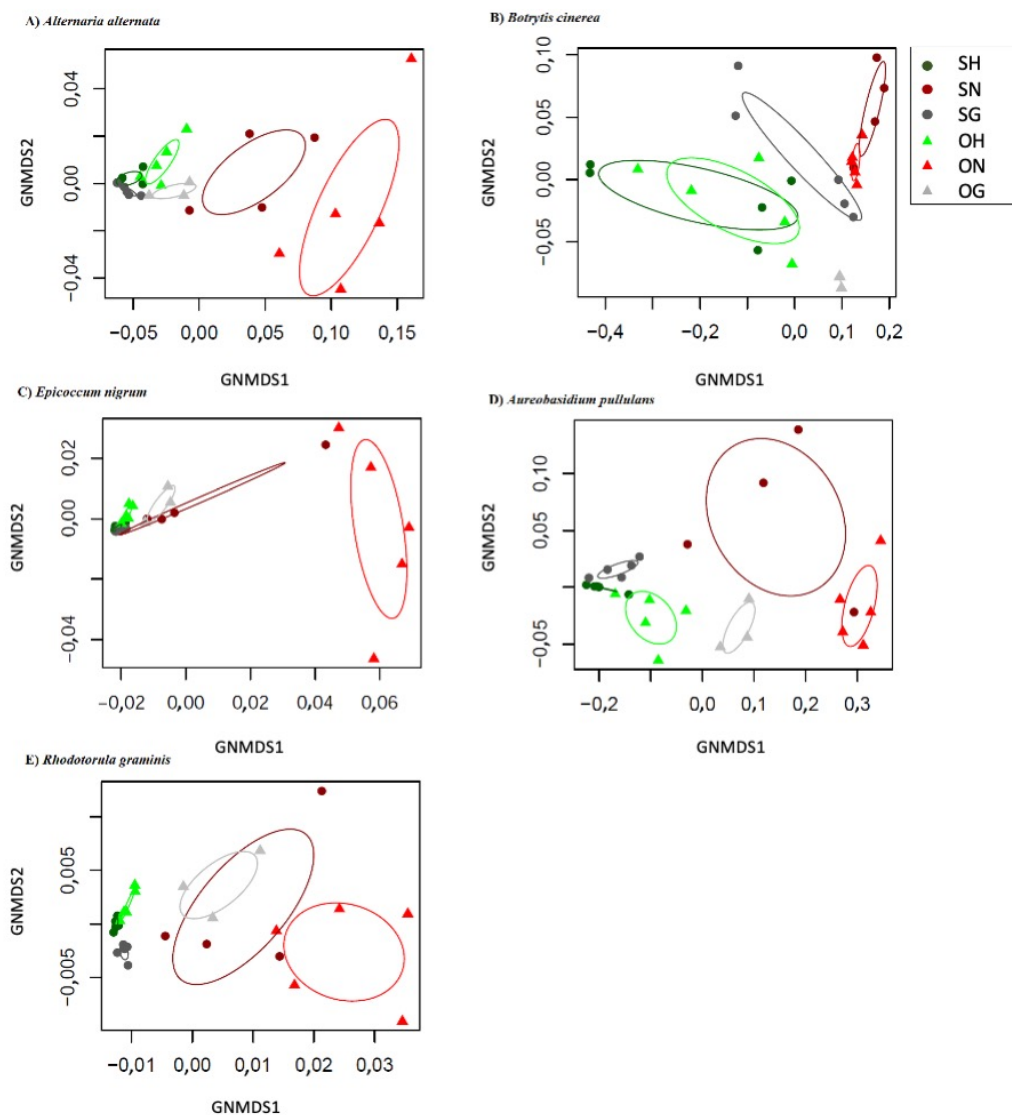 A) Alternaria alternata
GNMDS2
0,04
0,00
−0,04
−0,05 0,00 0,05 0,10 0,15
GNMDS1
B) Botrytis cinerea
GNMDS2
0,10
0,05
0,00
−0,05
−0,4 −0,2 0,0 0,1 0,2
GNMDS1
SH
SN
SG
OH
ON
OG
C) Epicoccum nigrum
GNMDS2
0,02
0,00
−0,04
−0,02 0,00 0,02 0,04 0,06
GNMDS1
D) Aureobasidium pullulans
GNMDS2
0,10
0,05
−0,05
−0,2 0,0 0,1 0,2 0,3
GNMDS1
E) Rhodotorula graminis
GNMDS2
0,005
−0,005
−0,01 0,00 0,01 0,02 0,03
GNMDS1